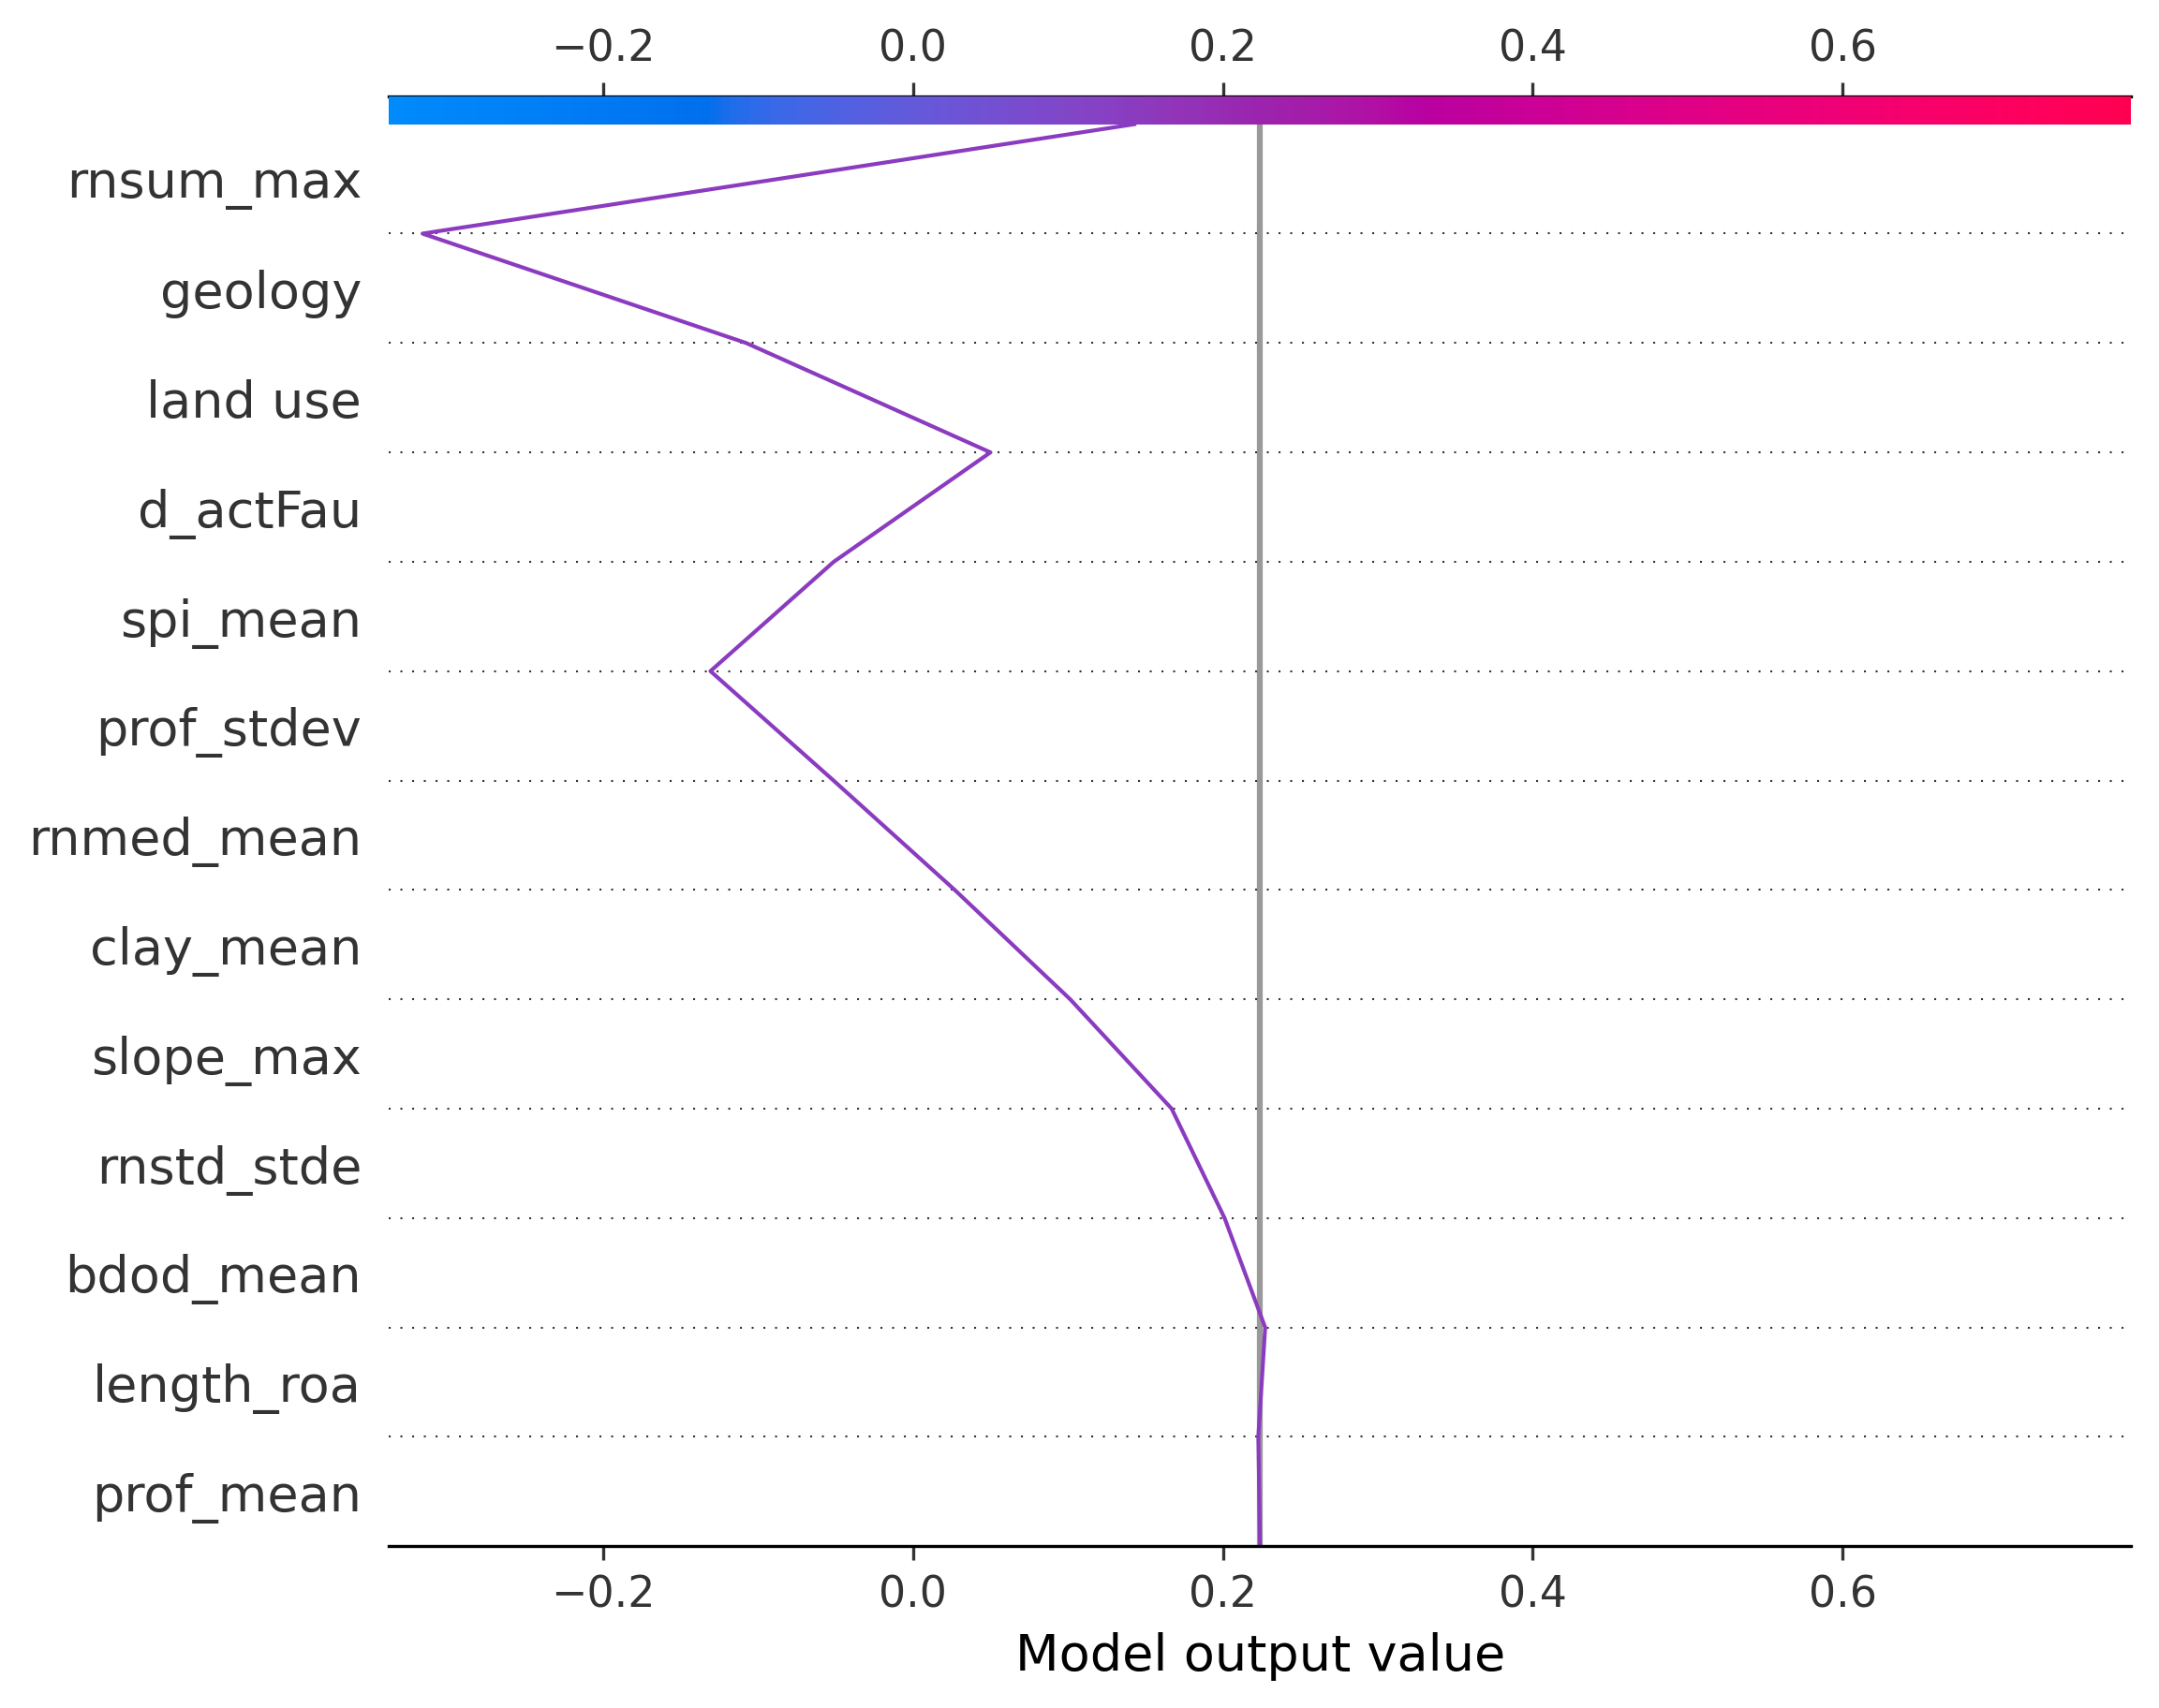 −0.2 0.0 0.2 0.4 0.6
rnsum_max
geology
land use
d_actFau
spi_mean
prof_stdev
rnmed_mean
clay_mean
slope_max
rnstd_stde
bdod_mean
length_roa
prof_mean
−0.2 0.0 0.2 0.4 0.6
Model output value